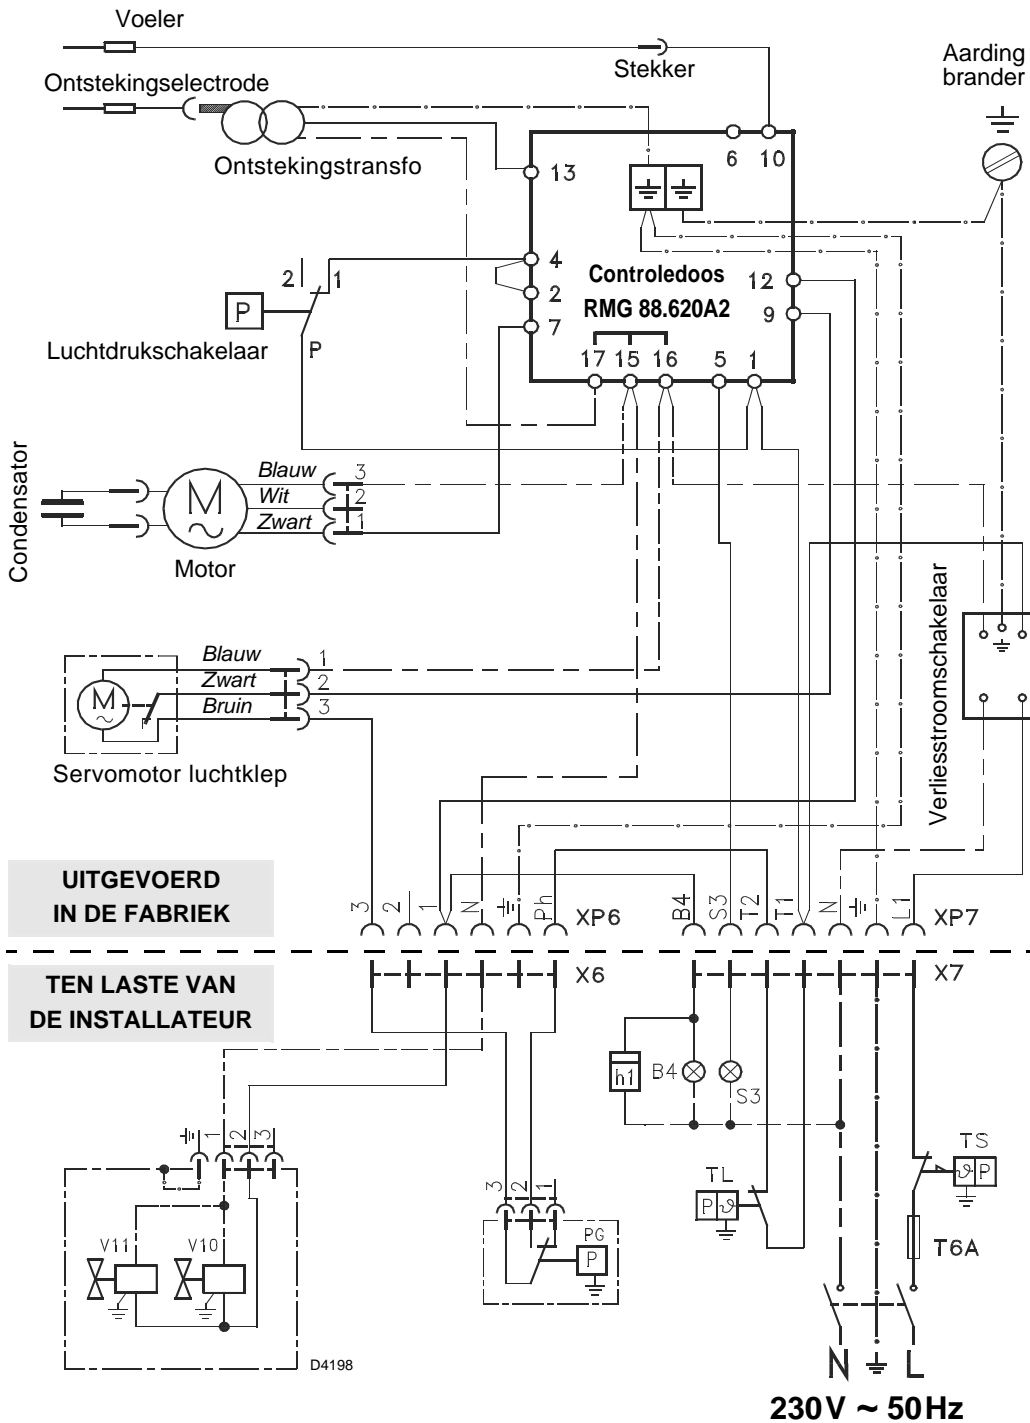 Voeler
Stekker
Aarding
brander
Ontstekingselectrode
Ontstekingstransfo
6 10
13
4
2
7
Controledoos
RMG 88.620A2
12
9
17 15 16 5 1
2 1
P
Luchtdrukschakelaar
P
Condensator
M
Motor
Blauw 3
Wit 2
Zwart 1
Verliesstroomschakelaar
M
Blauw 1
Zwart 2
Bruin 3
Servomotor luchtklep
UITGEVOERD
IN DE FABRIEK
3 2 1 N Ph XP6
B4 S3 T2 T1 N L1 XP7
TEN LASTE VAN
DE INSTALLATEUR
X6
X7
h1 B4 S3
1 2 3
V11 V10
D4198
3 2 1
PG
P
TL
P ϑ
TS
ϑ P
T6A
N L
230V ~ 50Hz